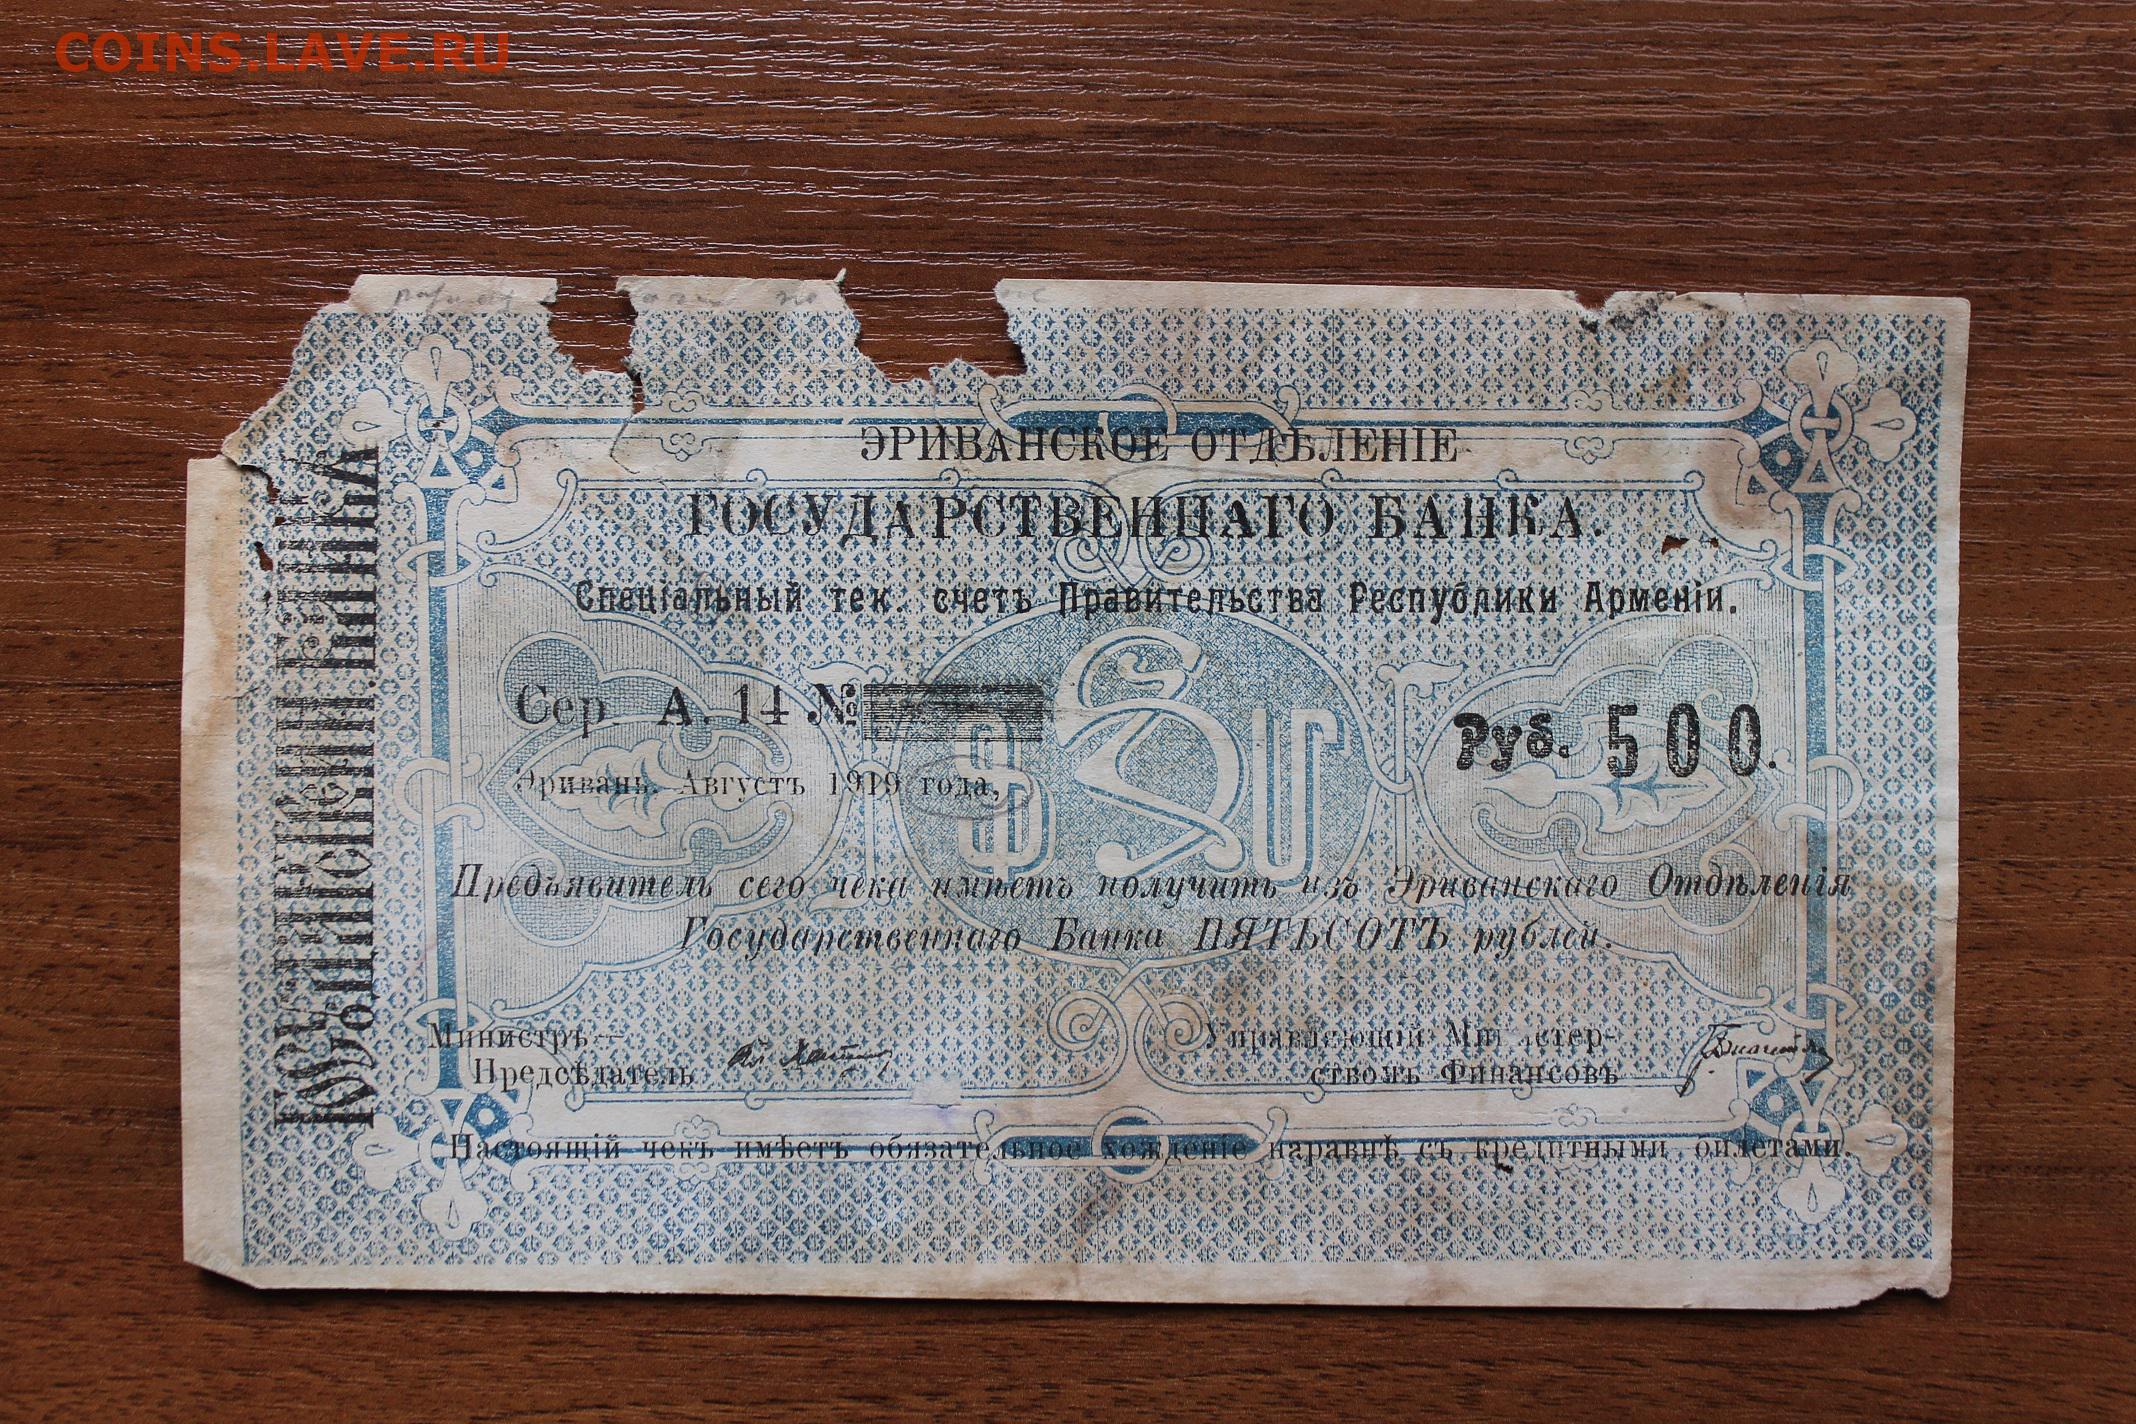 COINS.LAVE.RU
ЭРИВАНСКОЕ ОТДѢЛЕНІЕ
ГОСУДАРСТВЕННАГО БАНКА.
Спеціальный тек. счетъ Правительства Республики Арменіи.
Сер А. 14 №
Руб. 500.
Эривань. Августъ 1919 года,
Предъявитель сего чека имѣетъ получить изъ Эриванскаго Отдѣленія
Государственнаго Банка ПЯТЬСОТЪ рублей.
Министръ—
Предсѣдатель
Управляющій Министер-
ствомъ Финансовъ
Настоящій чекъ имѣетъ обязательное хожденіе наравнѣ съ кредитными билетами.